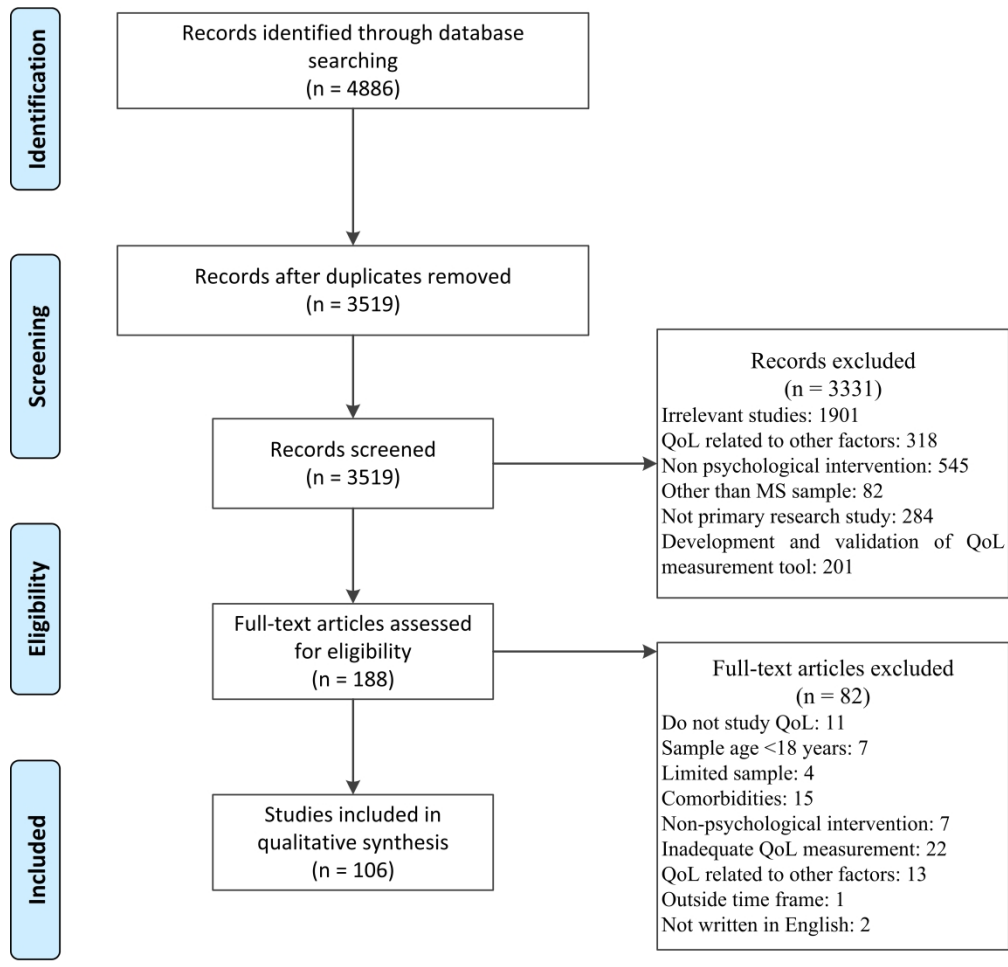 Identification
Records identified through database
searching
(n = 4886)
Screening
Records after duplicates removed
(n = 3519)
Records screened
(n = 3519)
Records excluded
(n = 3331)
Irrelevant studies: 1901
QoL related to other factors: 318
Non psychological intervention: 545
Other than MS sample: 82
Not primary research study: 284
Development and validation of QoL
measurement tool: 201
Eligibility
Full-text articles assessed
for eligibility
(n = 188)
Full-text articles excluded
(n = 82)
Do not study QoL: 11
Sample age <18 years: 7
Limited sample: 4
Comorbidities: 15
Non-psychological intervention: 7
Inadequate QoL measurement: 22
QoL related to other factors: 13
Outside time frame: 1
Not written in English: 2
Included
Studies included in
qualitative synthesis
(n = 106)